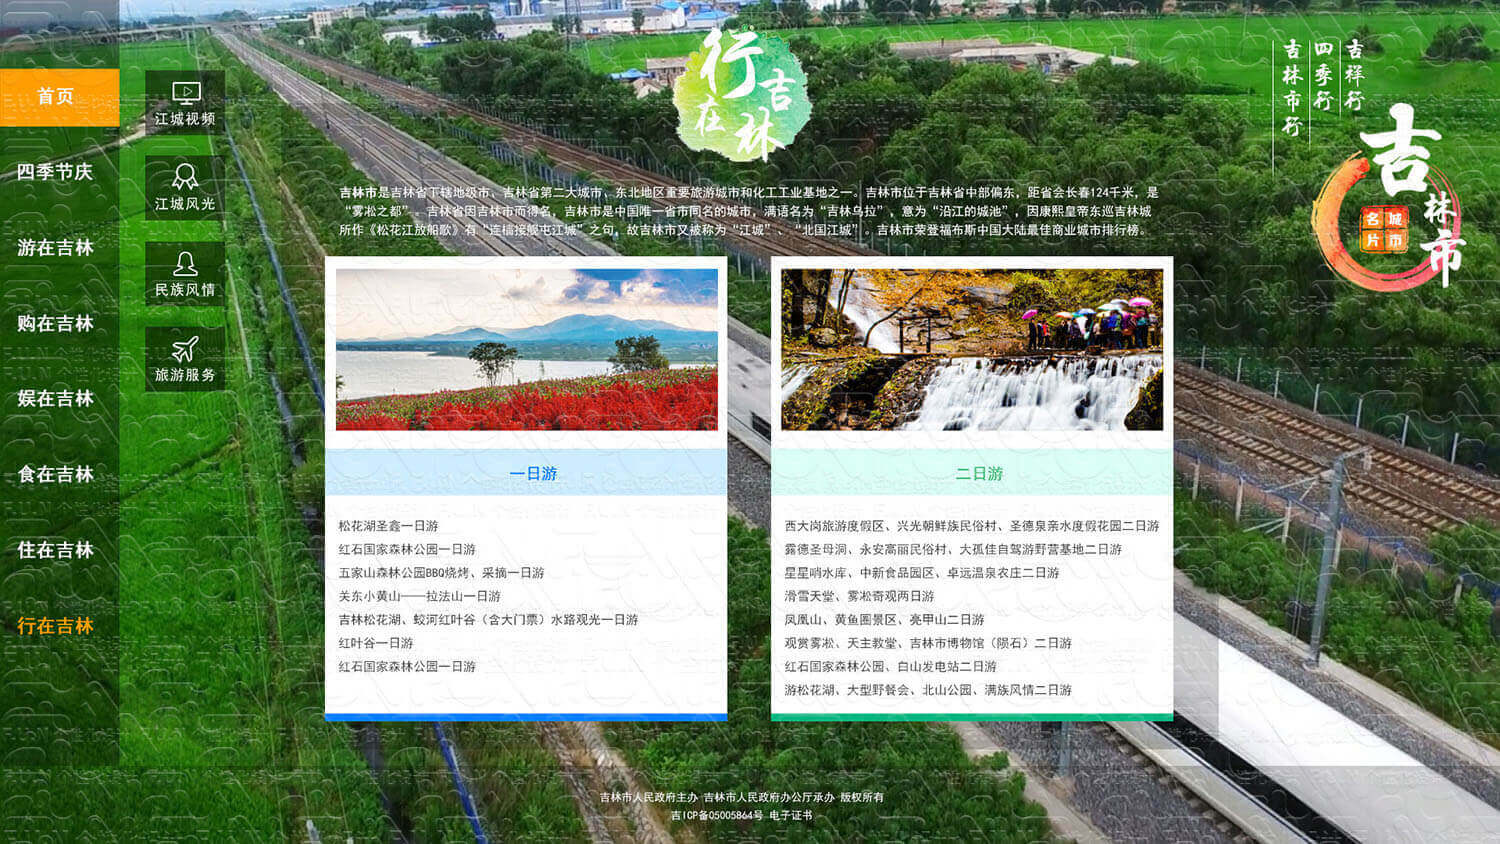 首页
四季节庆
游在吉林
购在吉林
娱在吉林
食在吉林
住在吉林
行在吉林
江城视频
江城风光
民族风情
旅游服务
行在吉林
吉祥行
四季行
吉林市行
吉林市
城市名片
吉林市是吉林省下辖地级市、吉林省第二大城市、东北地区重要旅游城市和化工工业基地之一。吉林市位于吉林省中部偏东，距省会长春124千米，是
“雾凇之都”。吉林省因吉林市而得名，吉林市是中国唯一省市同名的城市，满语名为“吉林乌拉”，意为“沿江的城池”，因康熙皇帝东巡吉林城
所作《松花江放船歌》有“连樯接舰屯江城”之句，故吉林市又被称为“江城”、“北国江城”。吉林市荣登福布斯中国大陆最佳商业城市排行榜。
一日游
松花湖圣鑫一日游
红石国家森林公园一日游
五家山森林公园BBQ烧烤、采摘一日游
关东小黄山——拉法山一日游
吉林松花湖、蛟河红叶谷（含大门票）水路观光一日游
红叶谷一日游
红石国家森林公园一日游
二日游
西大岗旅游度假区、兴光朝鲜族民俗村、圣德泉亲水度假花园二日游
露德圣母洞、永安高丽民俗村、大孤佳自驾游野营基地二日游
星星哨水库、中新食品园区、卓远温泉农庄二日游
滑雪天堂、雾凇奇观两日游
凤凰山、黄鱼圈景区、亮甲山二日游
观赏雾凇、天主教堂、吉林市博物馆（陨石）二日游
红石国家森林公园、白山发电站二日游
游松花湖、大型野餐会、北山公园、满族风情二日游
吉林市人民政府主办 吉林市人民政府办公厅承办 版权所有
吉ICP备05005864号 电子证书